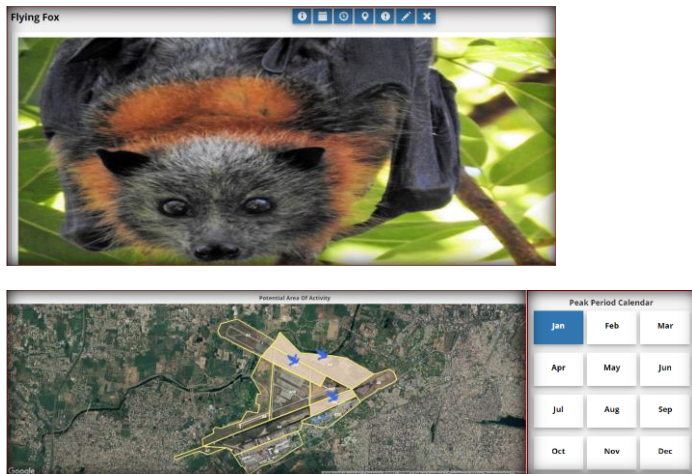 Flying Fox
Potential Area Of Activity
Google
Peak Period Calendar
Jan Feb Mar
Apr May Jun
Jul Aug Sep
Oct Nov Dec